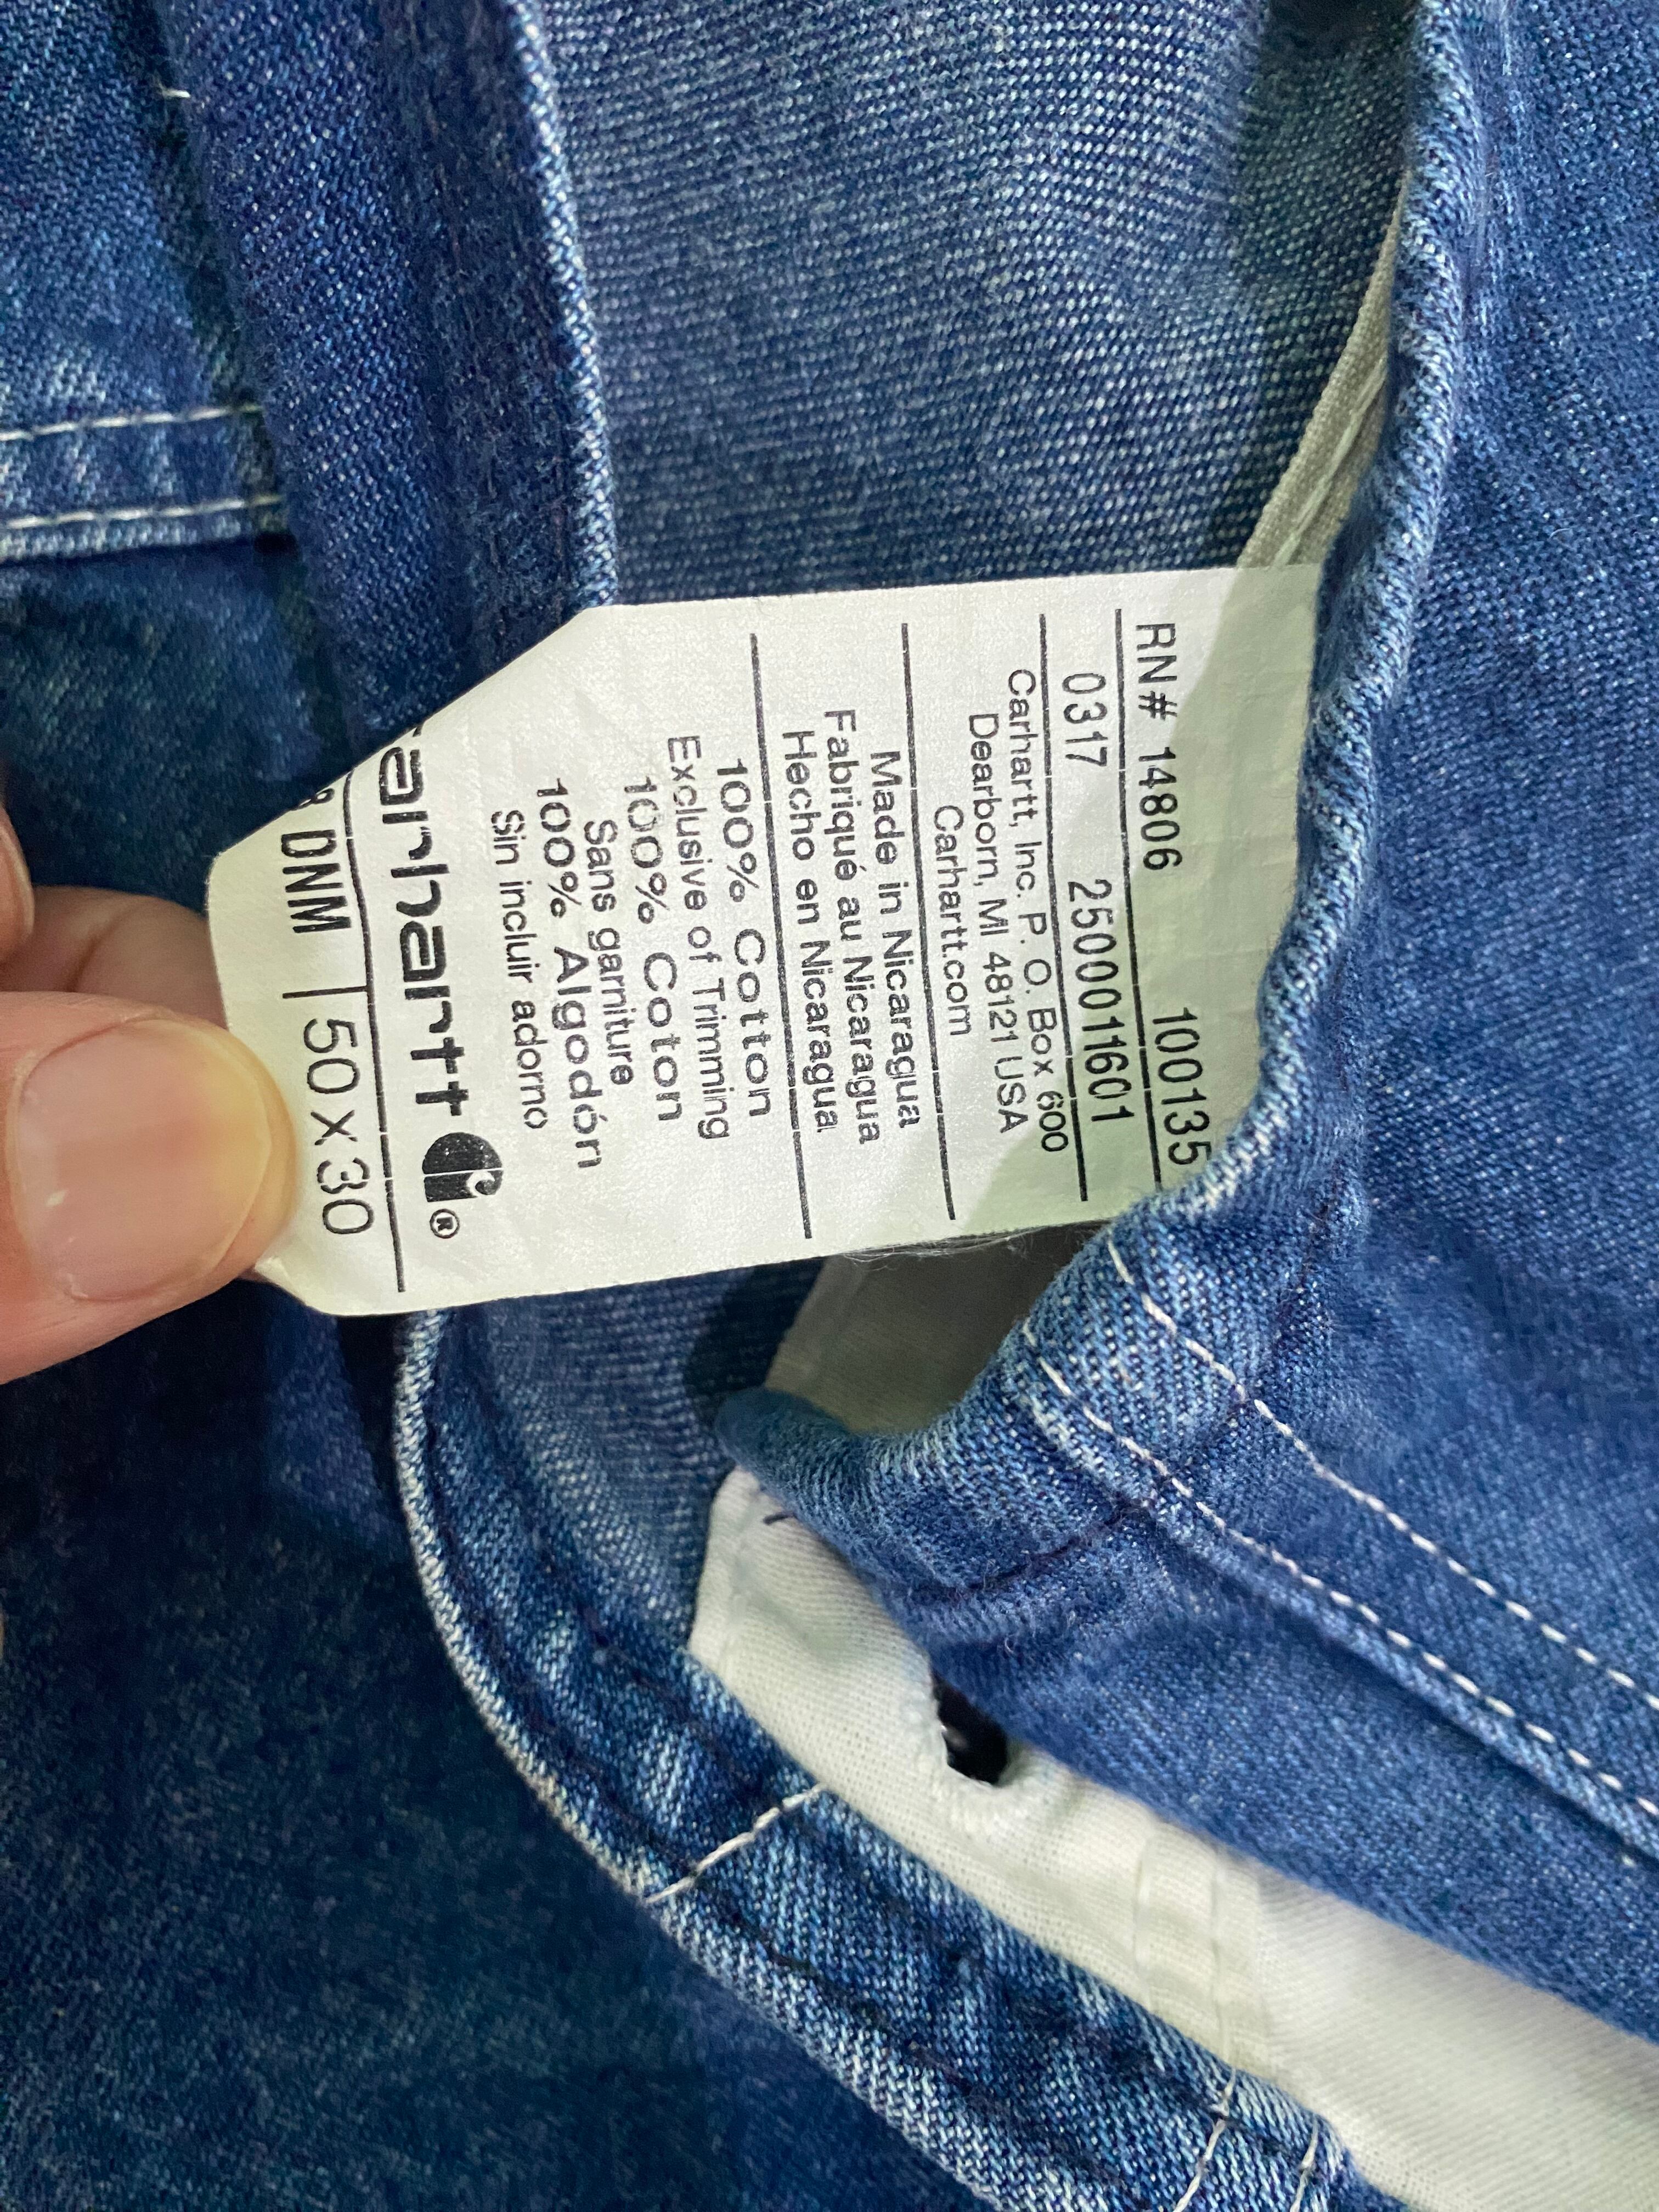 RN# 14806 100135
0317 25000011601
Carhartt, Inc. P. O. Box 600
Dearborn, MI 48121 USA
Carhartt.com
Made in Nicaragua
Fabriqué au Nicaragua
Hecho en Nicaragua
100% Cotton
Exclusive of Trimming
100% Coton
Sans garniture
100% Algodón
Sin incluir adorno
arhartt ®
DNM 50 x 30